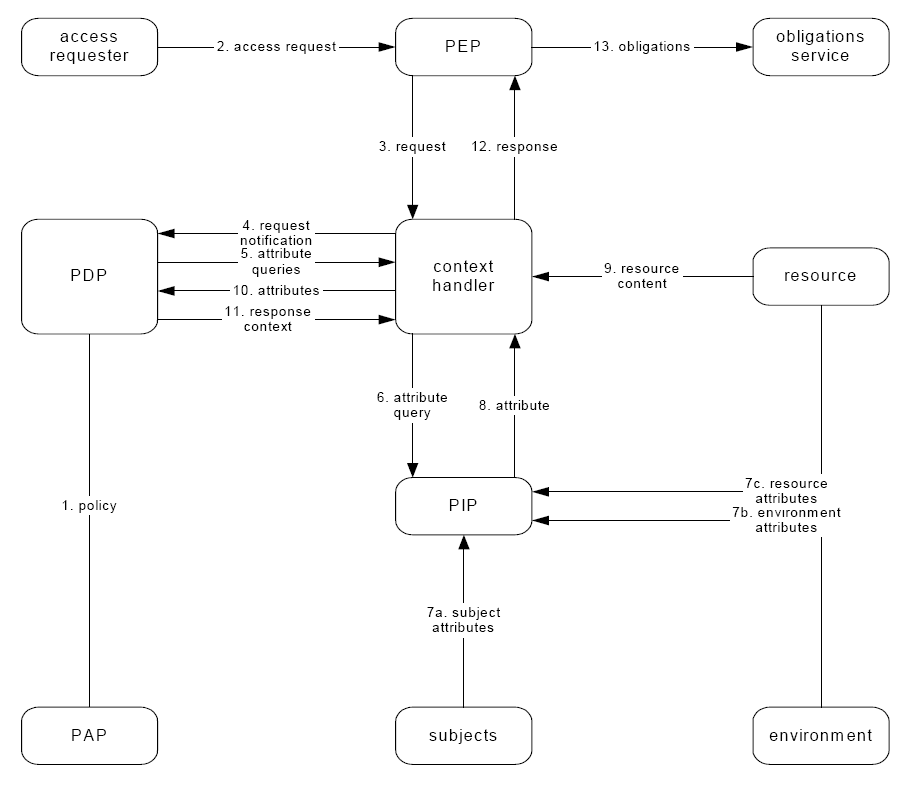 access
requester
2. access request
PEP
13. obligations
obligations
service
3. request
12. response
PDP
4. request
notification
5. attribute
queries
10. attributes
11. response
context
context
handler
9. resource
content
resource
6. attribute
query
8. attribute
1. policy
PIP
7c. resource
attributes
7b. environment
attributes
7a. subject
attributes
PAP
subjects
environment